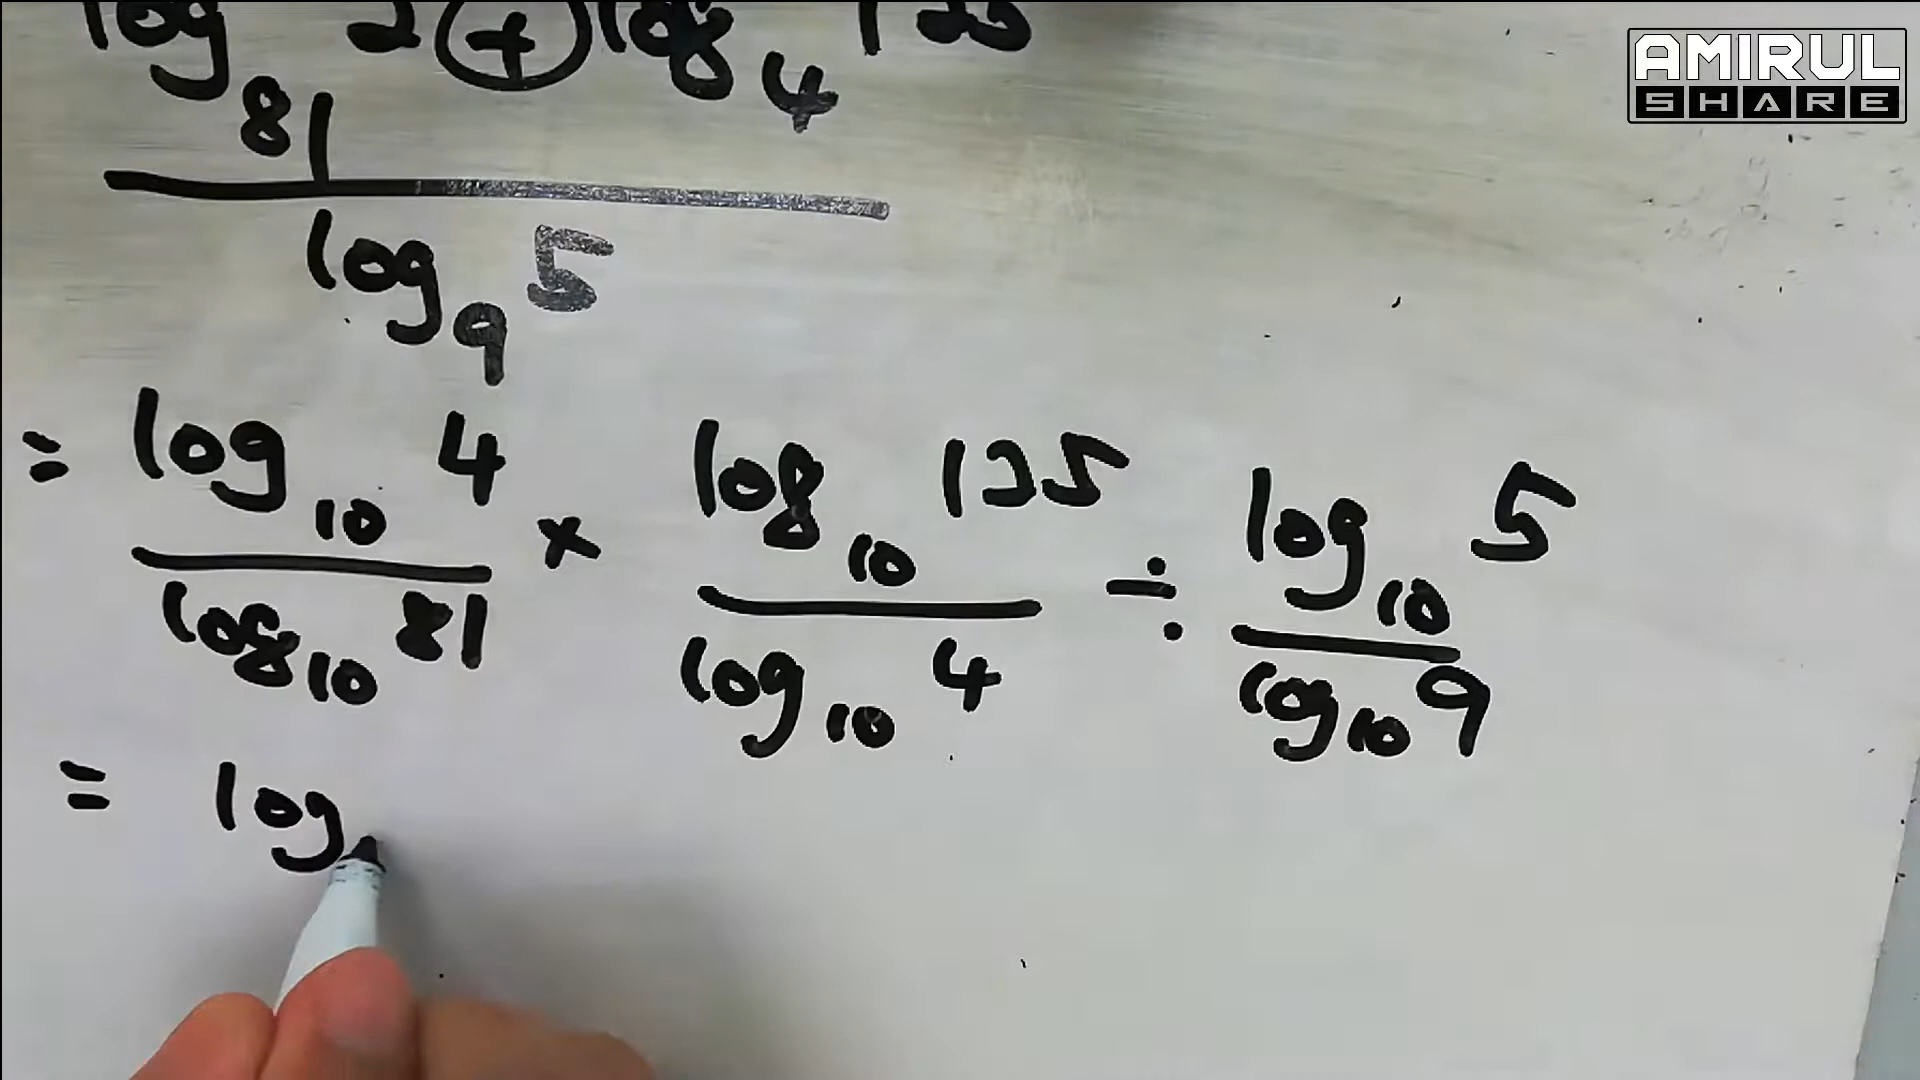 log₈₁ 2 + log₄ 125
log₉ 5
= log₁₀ 4 × log₁₀ 125 ÷ log₁₀ 5
log₁₀ 81 log₁₀ 4 log₁₀ 9
= log
AMIRUL
SHARE